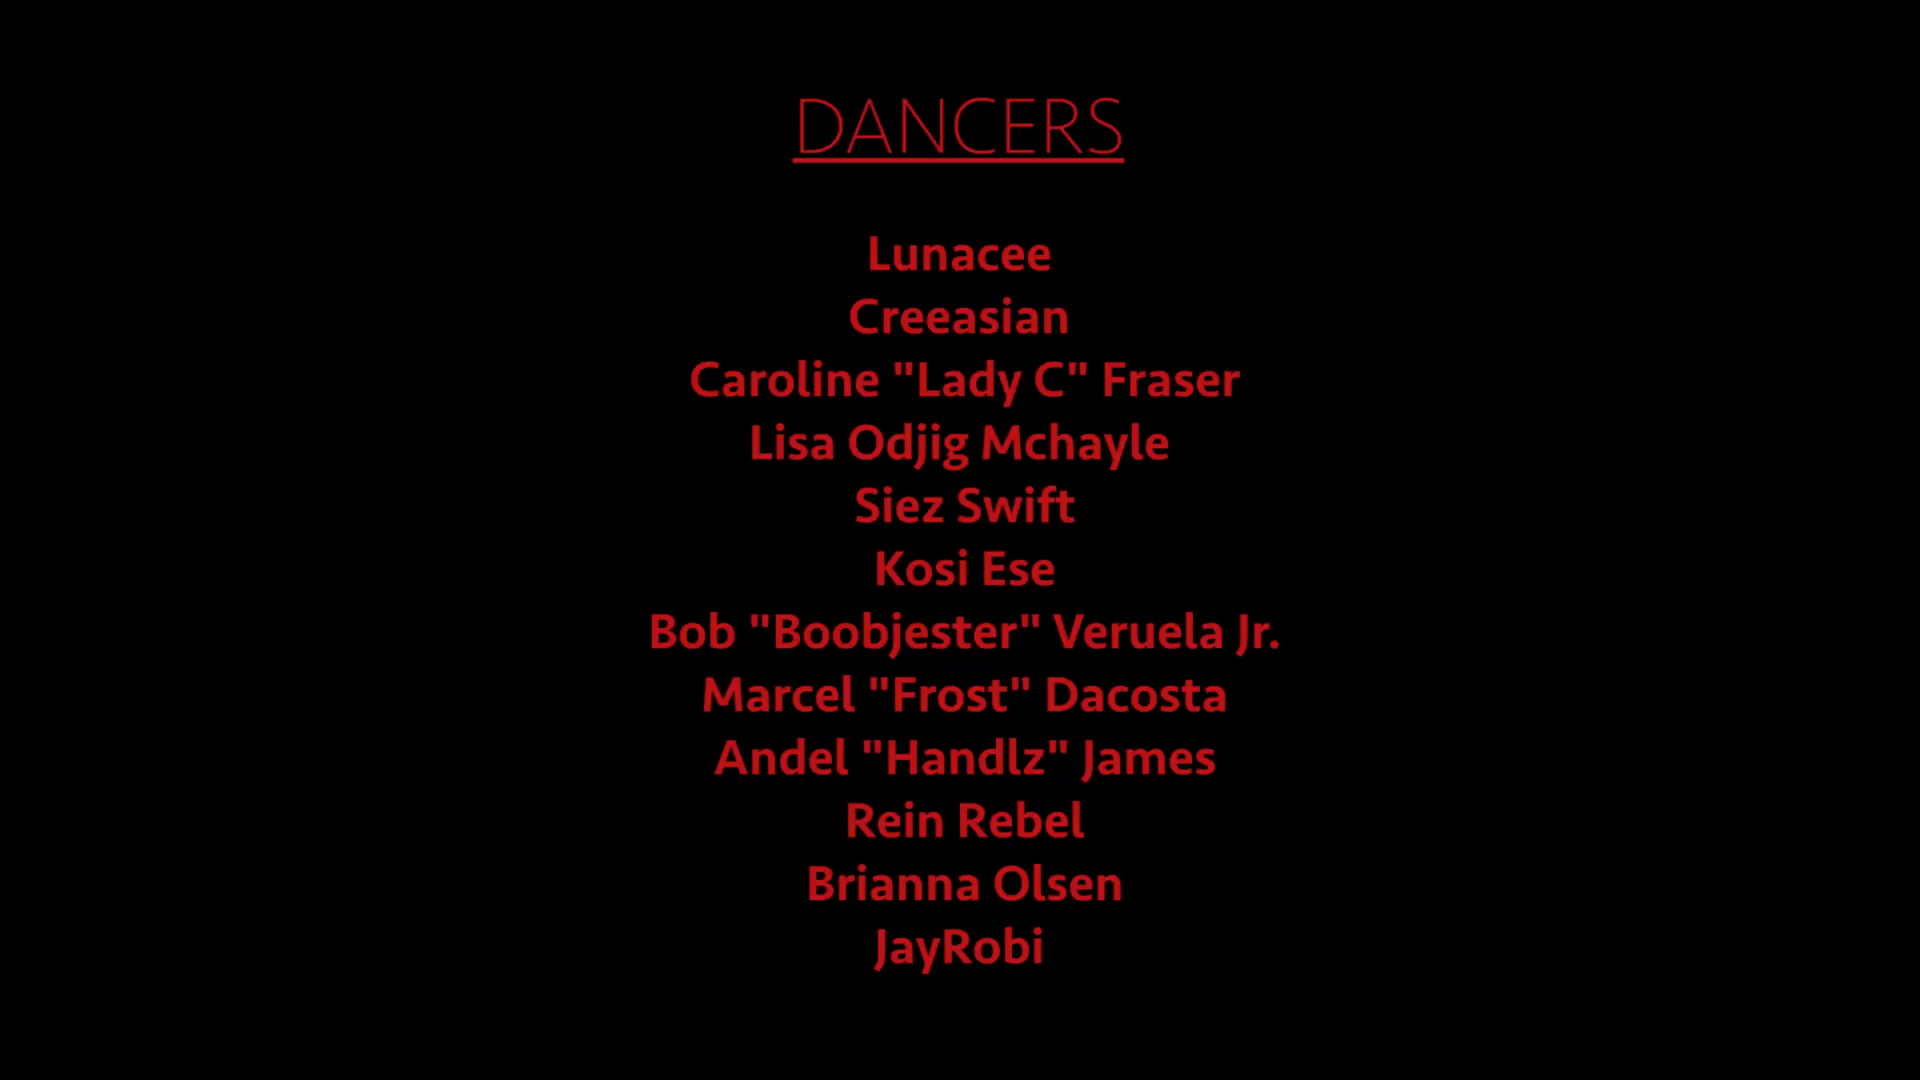 DANCERS
Lunacee
Creeasian
Caroline "Lady C" Fraser
Lisa Odjig Mchayle
Siez Swift
Kosi Ese
Bob "Boobjester" Veruela Jr.
Marcel "Frost" Dacosta
Andel "Handlz" James
Rein Rebel
Brianna Olsen
JayRobi